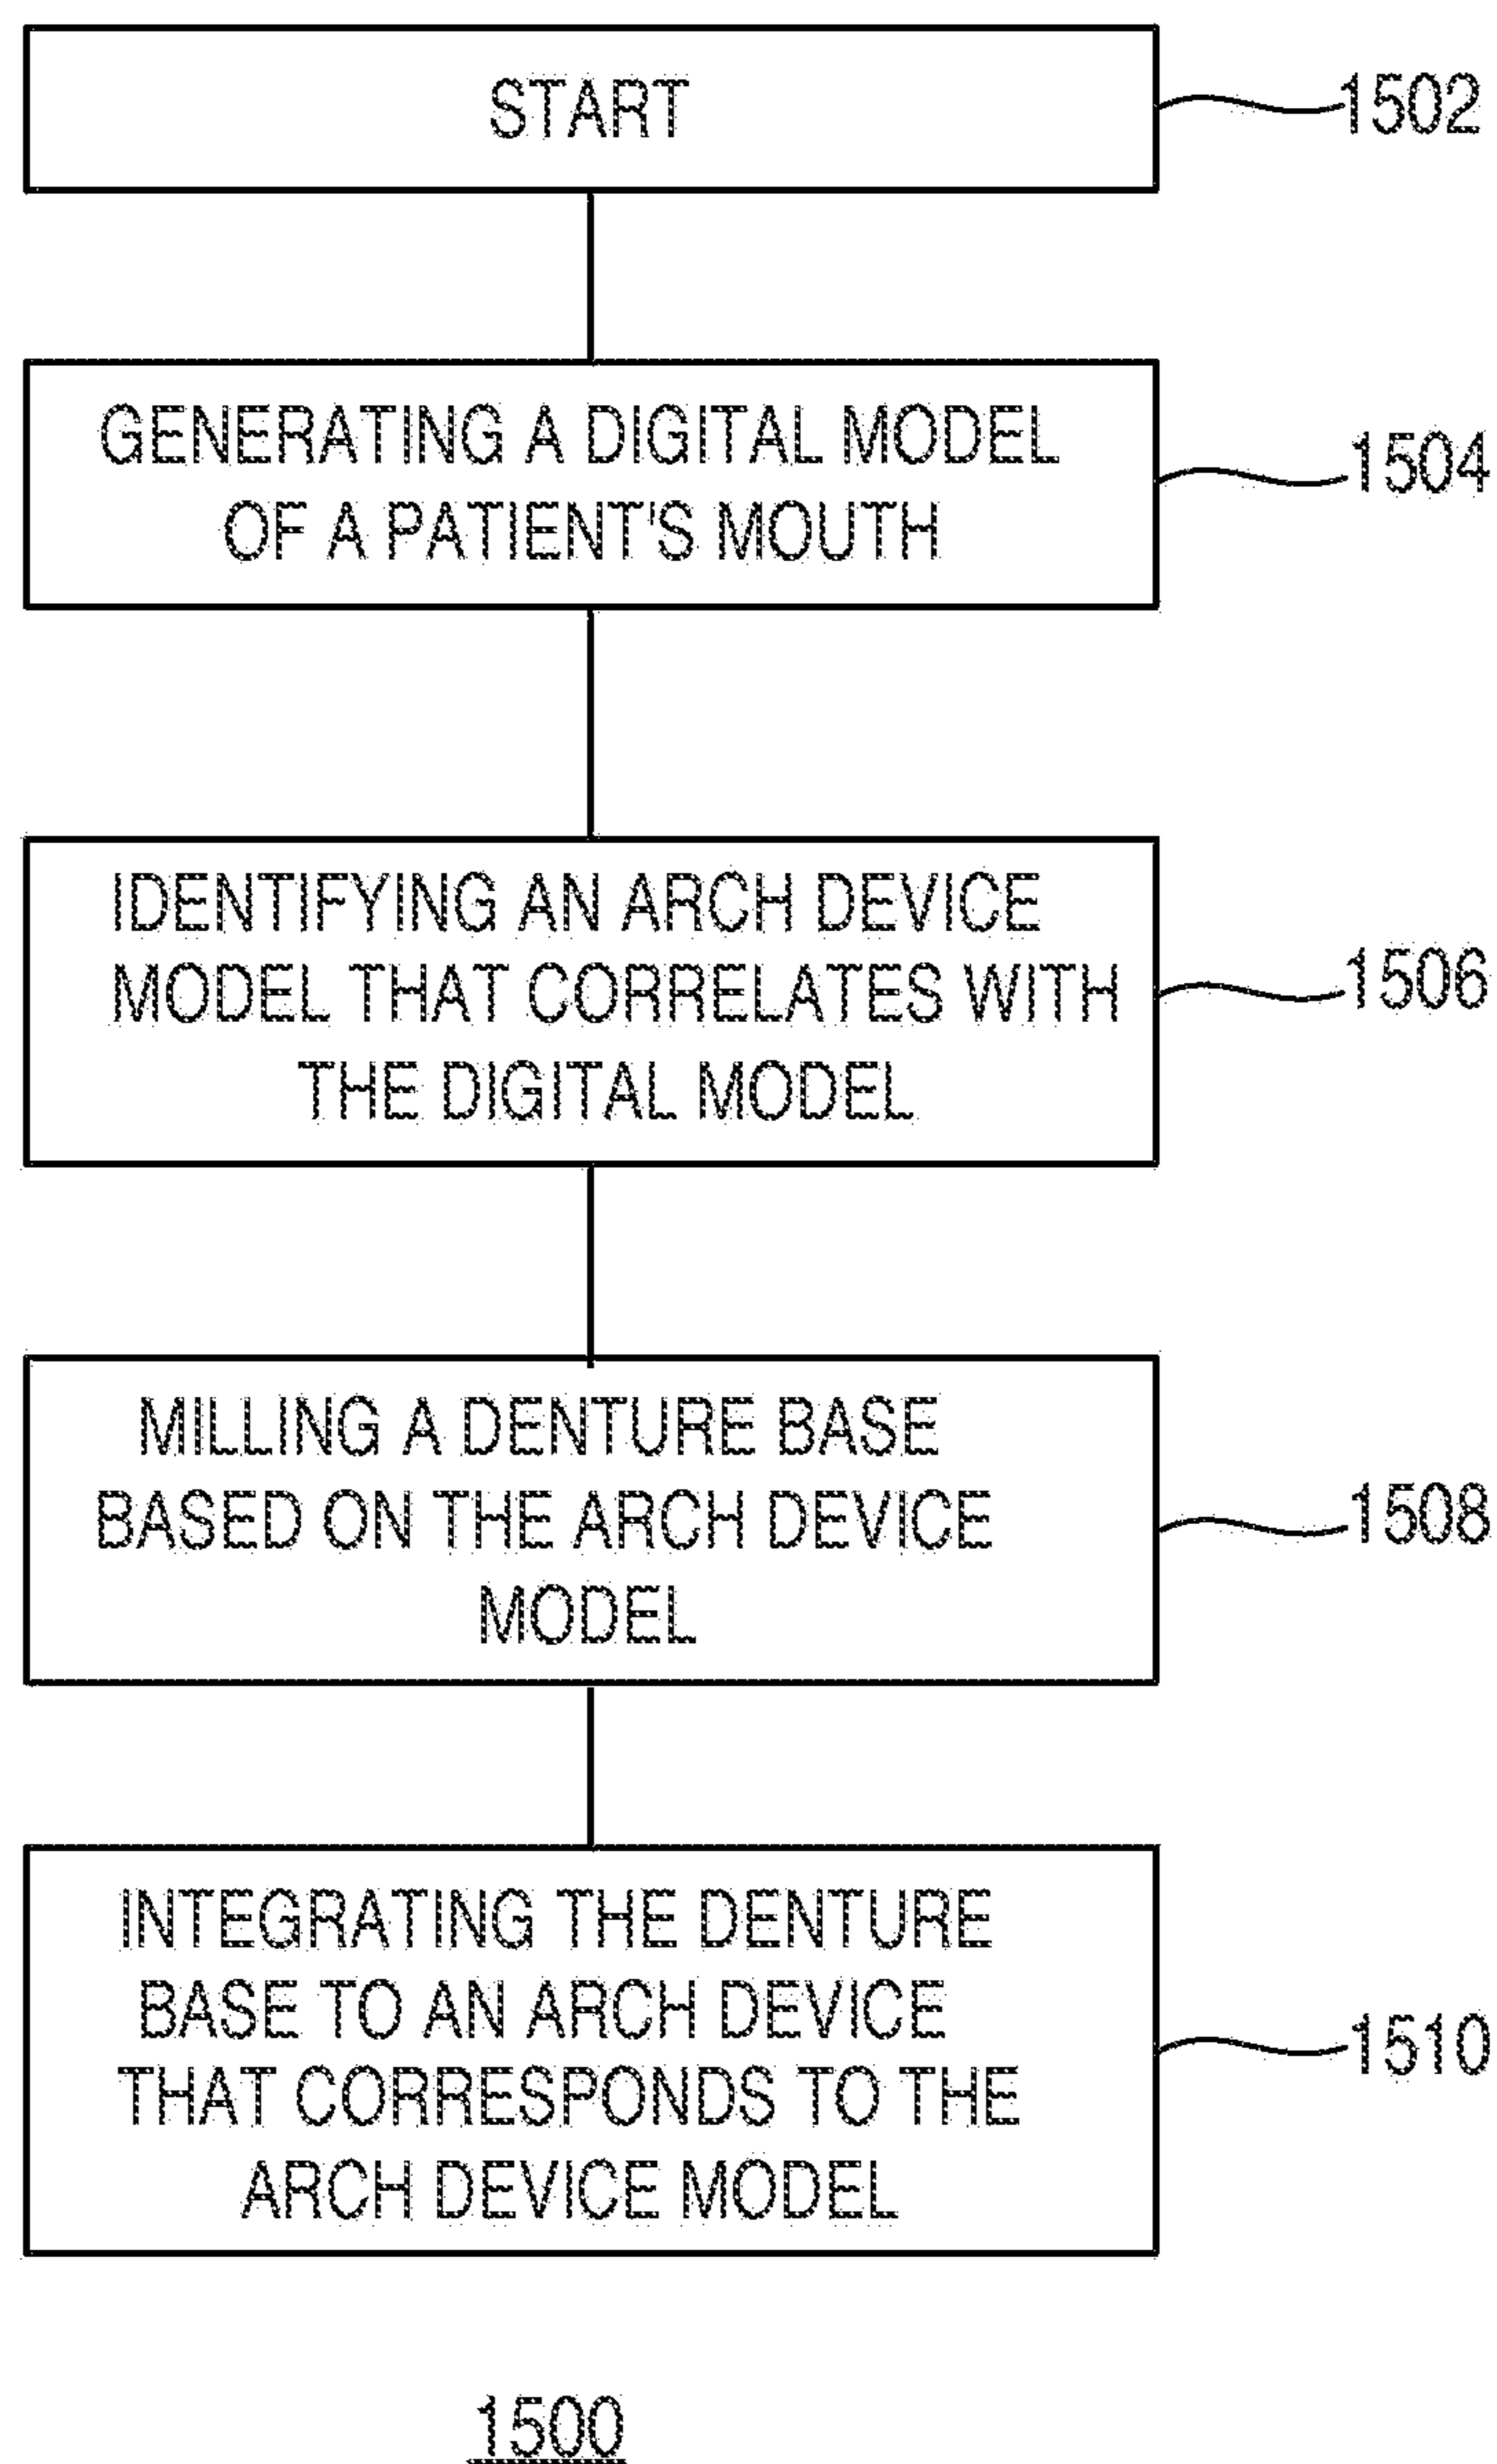 START
1502
GENERATING A DIGITAL MODEL
OF A PATIENT'S MOUTH
1504
IDENTIFYING AN ARCH DEVICE
MODEL THAT CORRELATES WITH
THE DIGITAL MODEL
1506
MILLING A DENTURE BASE
BASED ON THE ARCH DEVICE
MODEL
1508
INTEGRATING THE DENTURE
BASE TO AN ARCH DEVICE
THAT CORRESPONDS TO THE
ARCH DEVICE MODEL
1510
1500